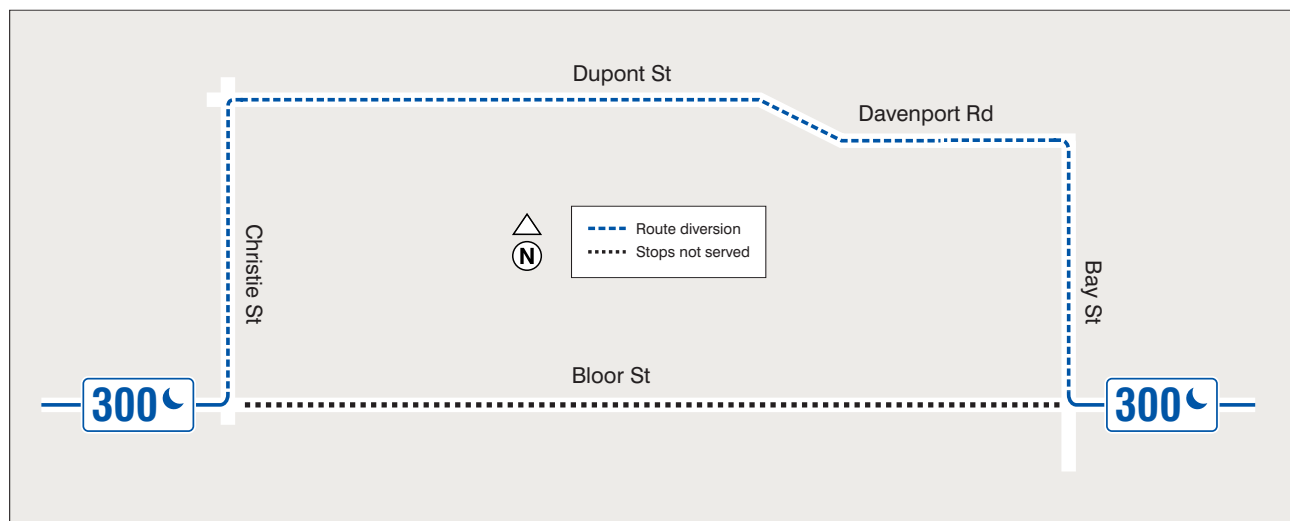 Dupont St
Davenport Rd
Christie St
N
Route diversion
Stops not served
Bay St
Bloor St
300
300